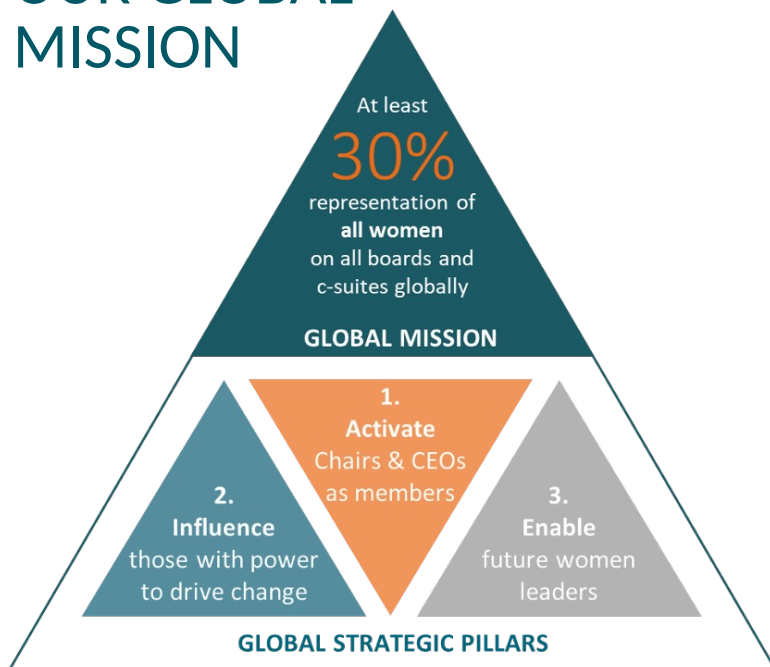 OUR GLOBAL
MISSION
At least
30%
representation of
all women
on all boards and
c-suites globally
GLOBAL MISSION
1.
Activate
Chairs & CEOs
as members
2.
Influence
those with power
to drive change
3.
Enable
future women
leaders
GLOBAL STRATEGIC PILLARS